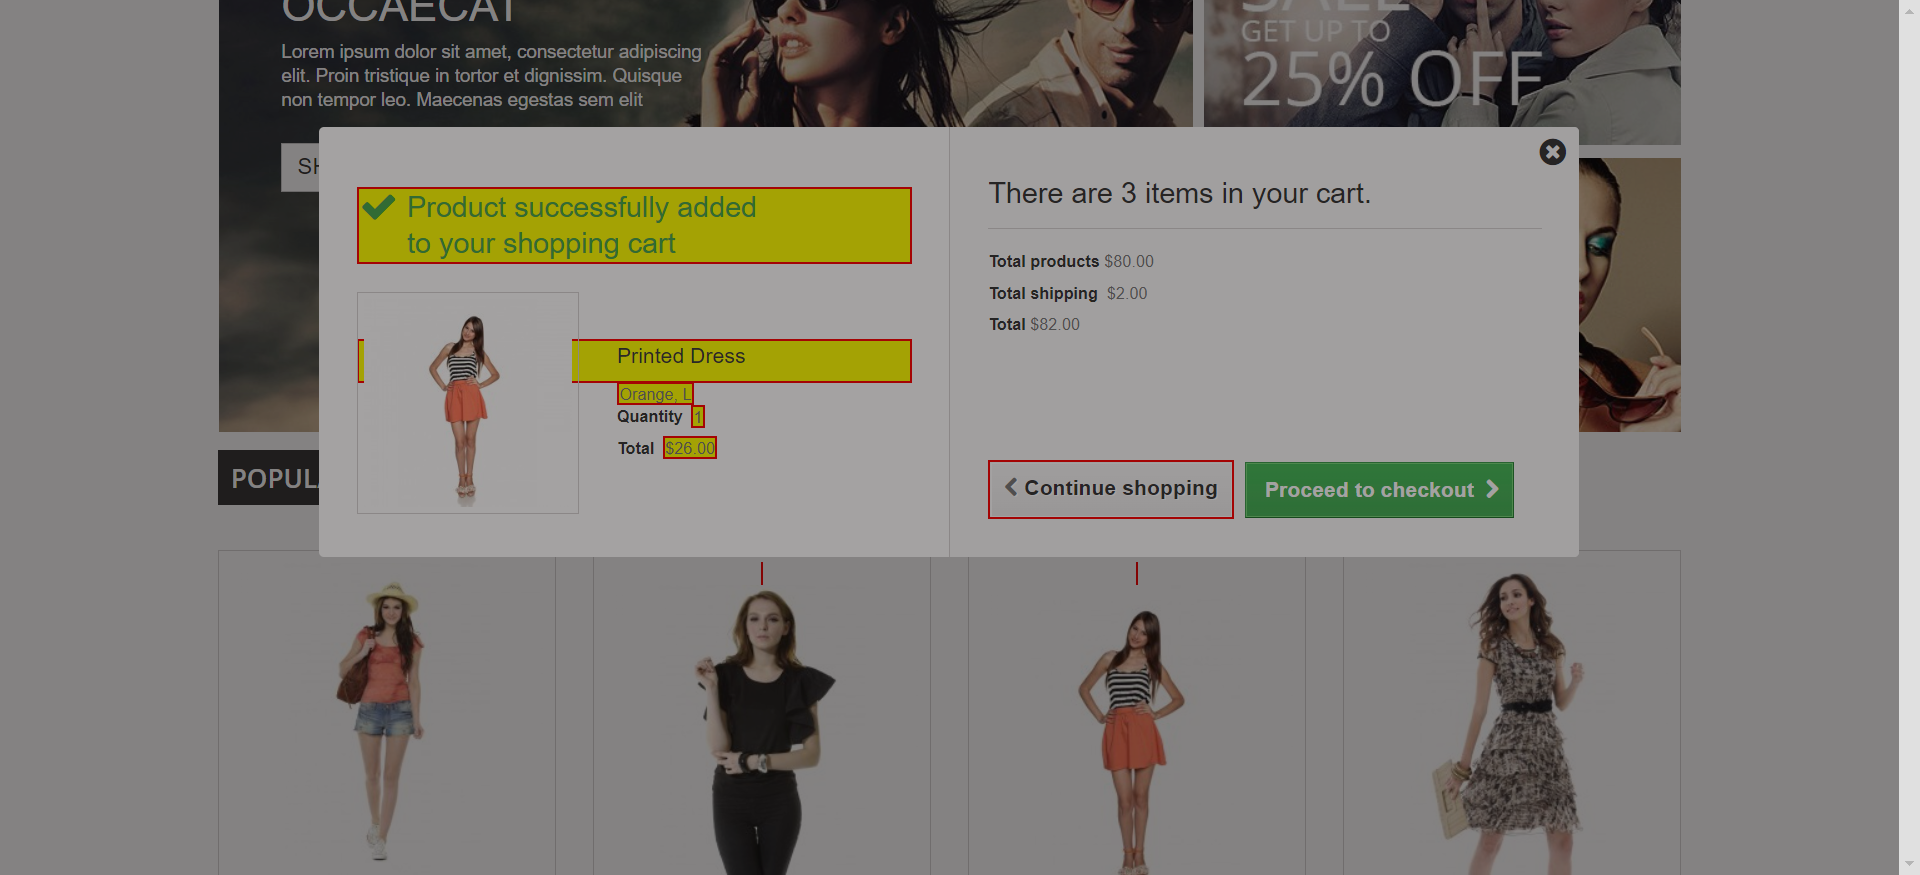 OCCAECAT
Lorem ipsum dolor sit amet, consectetur adipiscing
elit. Proin tristique in tortor et dignissim. Quisque
non tempor leo. Maecenas egestas sem elit
SH
SALE
GET UP TO
25% OFF
Product successfully added
to your shopping cart
Printed Dress
Orange, L
Quantity 1
Total $26.00
There are 3 items in your cart.
Total products $80.00
Total shipping $2.00
Total $82.00
Continue shopping
Proceed to checkout
POPUL